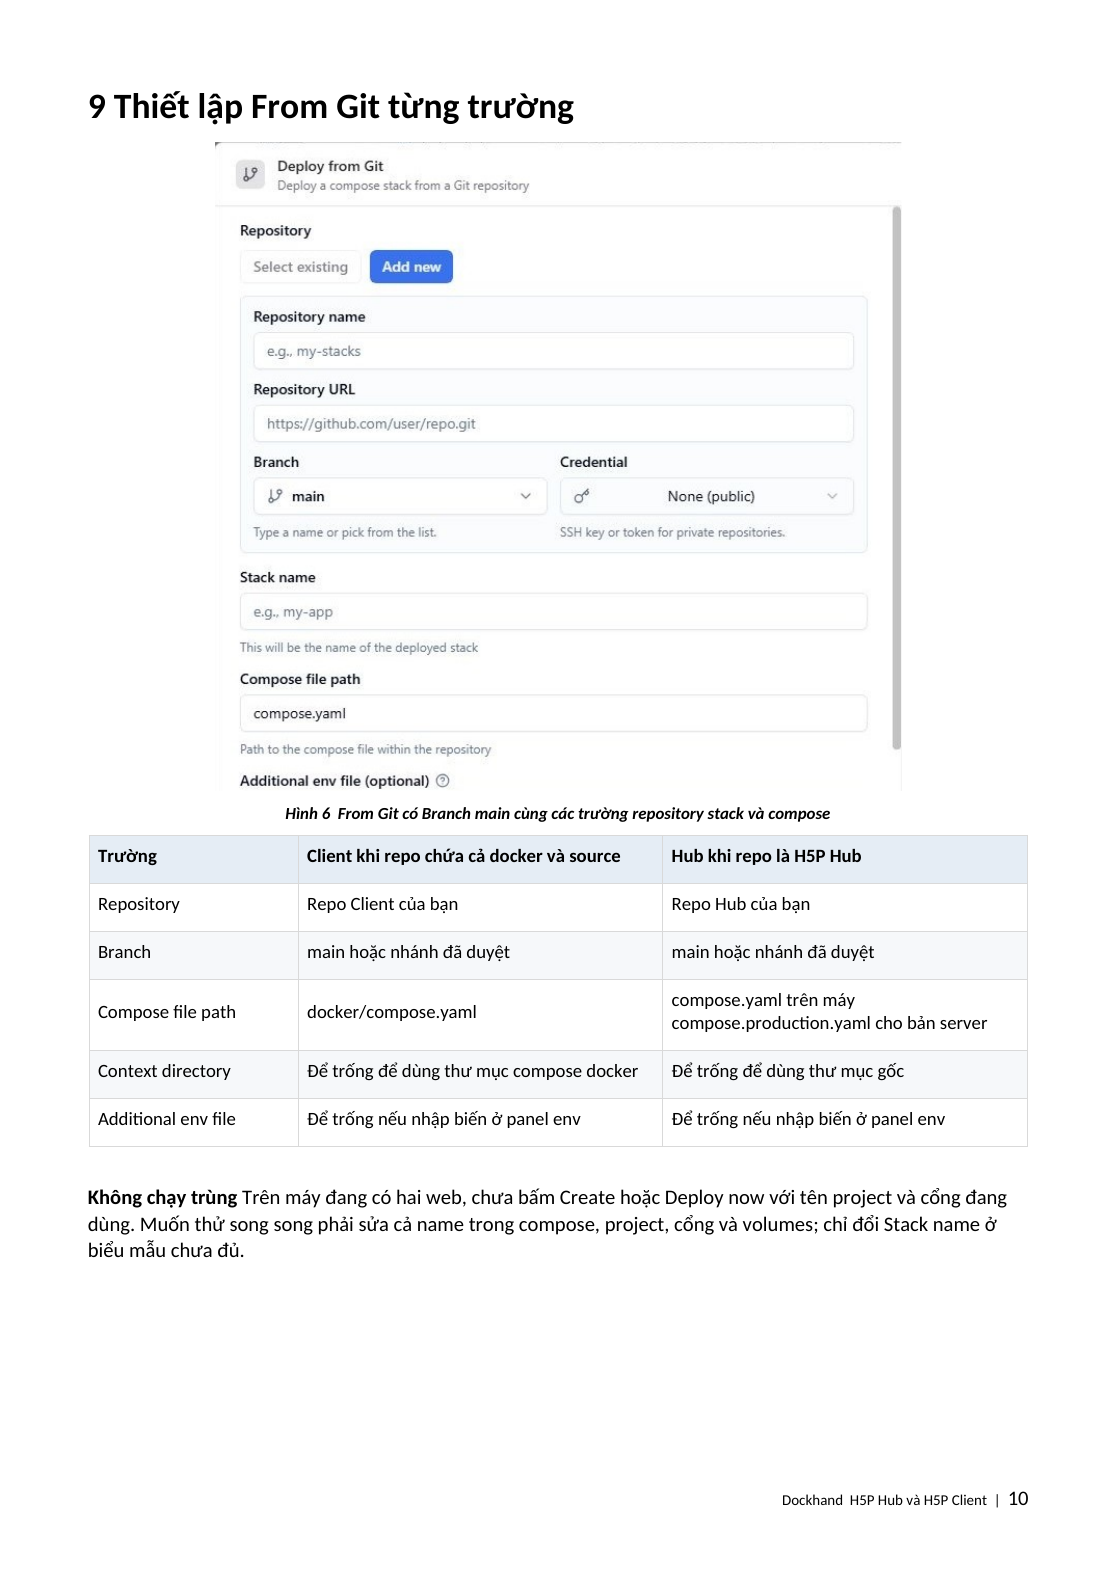 9 Thiết lập From Git từng trường
Deploy from Git
Deploy a compose stack from a Git repository
Repository
Select existing
Add new
Repository name
e.g., my-stacks
Repository URL
https://github.com/user/repo.git
Branch
Credential
main
None (public)
Type a name or pick from the list.
SSH key or token for private repositories.
Stack name
e.g., my-app
This will be the name of the deployed stack
Compose file path
compose.yaml
Path to the compose file within the repository
Additional env file (optional) ?
Hình 6 From Git có Branch main cùng các trường repository stack và compose
Trường Client khi repo chứa cả docker và source Hub khi repo là H5P Hub
Repository Repo Client của bạn Repo Hub của bạn
Branch main hoặc nhánh đã duyệt main hoặc nhánh đã duyệt
Compose file path docker/compose.yaml compose.yaml trên máy
compose.production.yaml cho bản server
Context directory Để trống để dùng thư mục compose docker Để trống để dùng thư mục gốc
Additional env file Để trống nếu nhập biến ở panel env Để trống nếu nhập biến ở panel env
Không chạy trùng Trên máy đang có hai web, chưa bấm Create hoặc Deploy now với tên project và cổng đang
dùng. Muốn thử song song phải sửa cả name trong compose, project, cổng và volumes; chỉ đổi Stack name ở
biểu mẫu chưa đủ.
Dockhand H5P Hub và H5P Client | 10